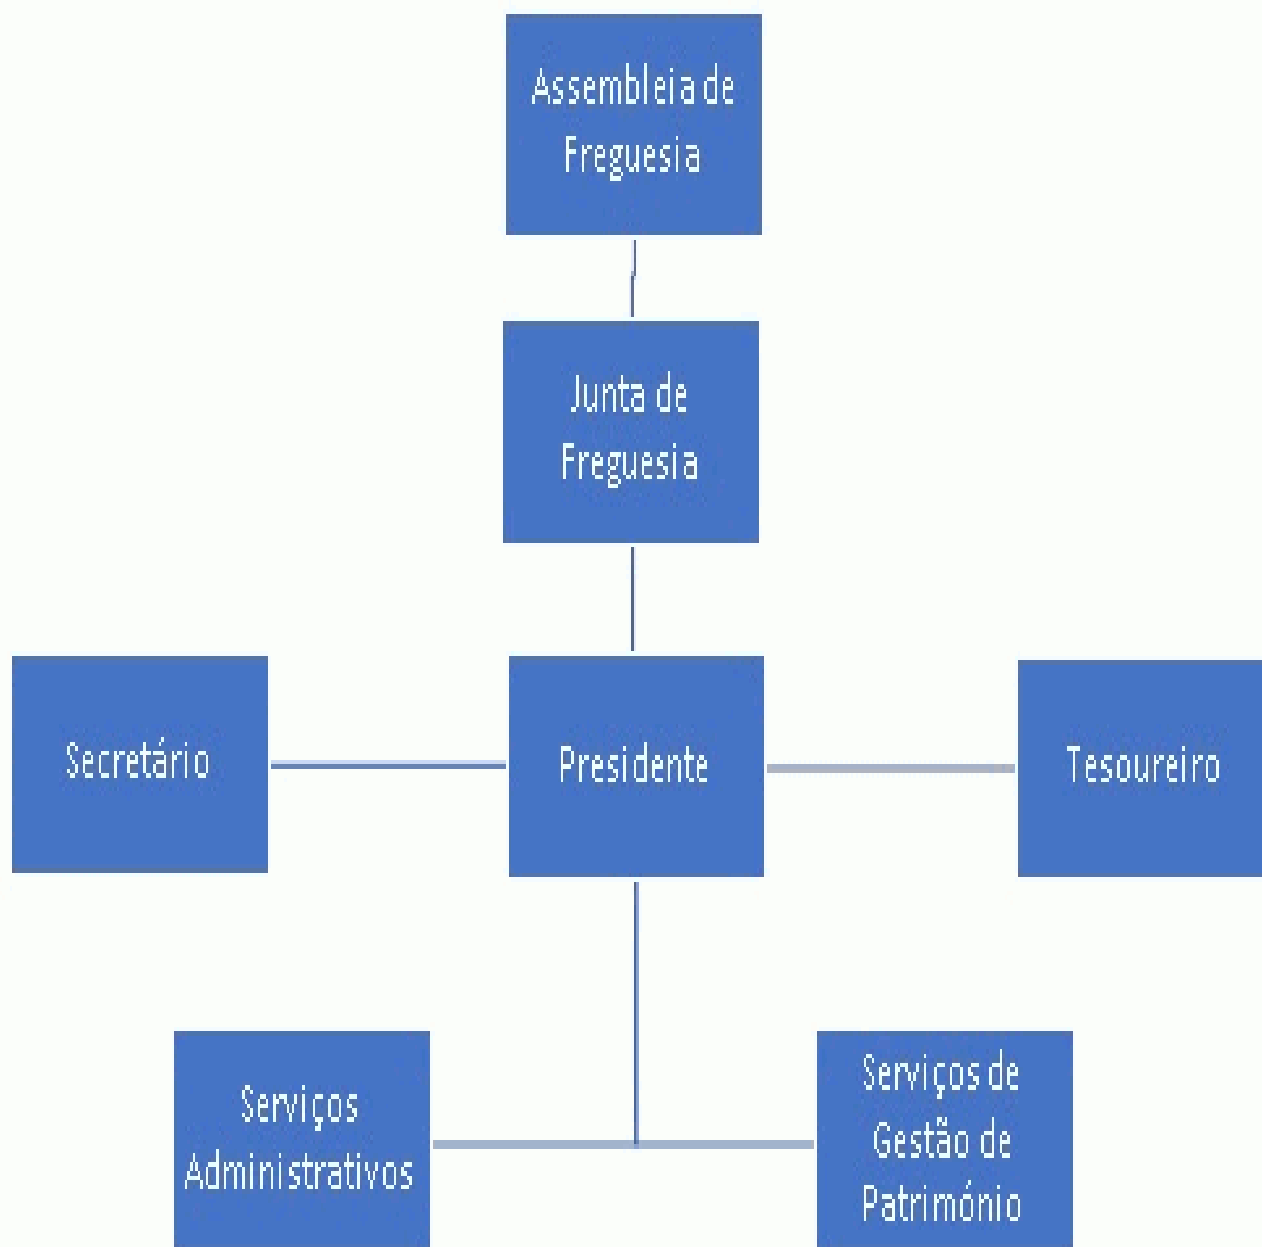 Assembleia de
Freguesia
Junta de
Freguesia
Secretário
Presidente
Tesoureiro
Serviços
Administrativos
Serviços de
Gestão de
Património